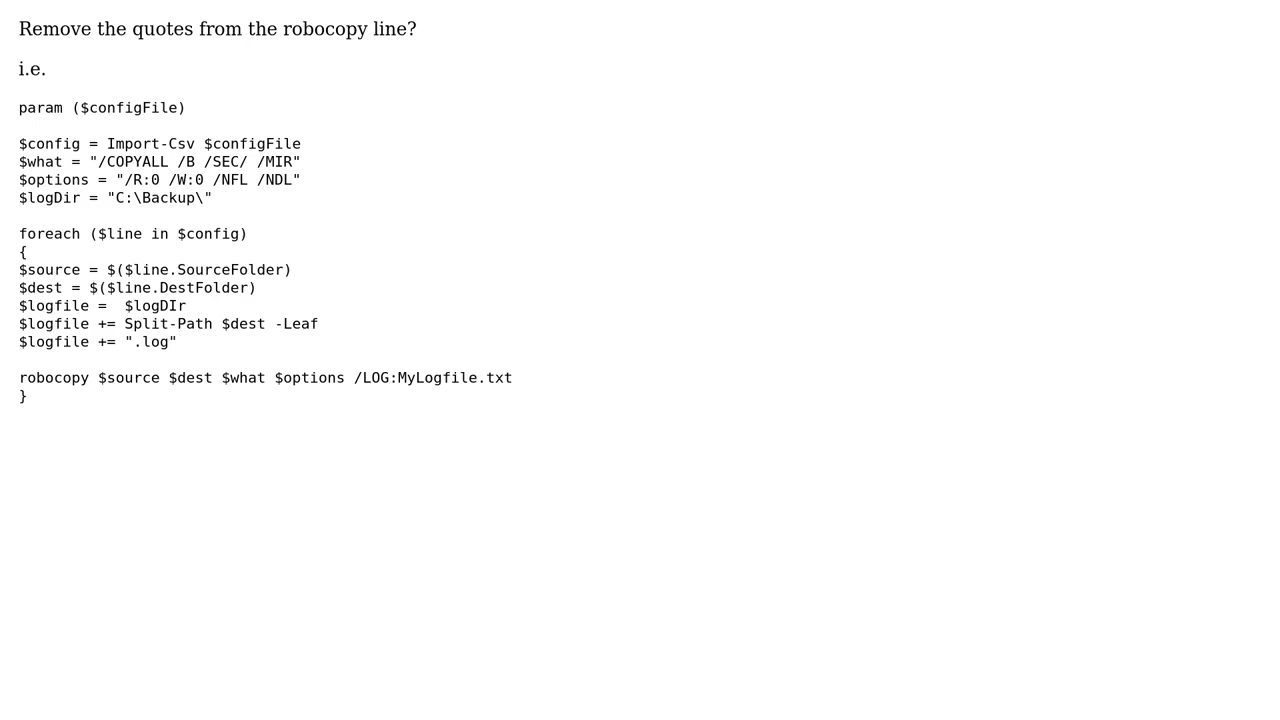 Remove the quotes from the robocopy line?
i.e.
param ($configFile)
$config = Import-Csv $configFile
$what = "/COPYALL /B /SEC/ /MIR"
$options = "/R:0 /W:0 /NFL /NDL"
$logDir = "C:\Backup\"
foreach ($line in $config)
{
$source = $($line.SourceFolder)
$dest = $($line.DestFolder)
$logfile =  $logDIr
$logfile += Split-Path $dest -Leaf
$logfile += ".log"
robocopy $source $dest $what $options /LOG:MyLogfile.txt
}